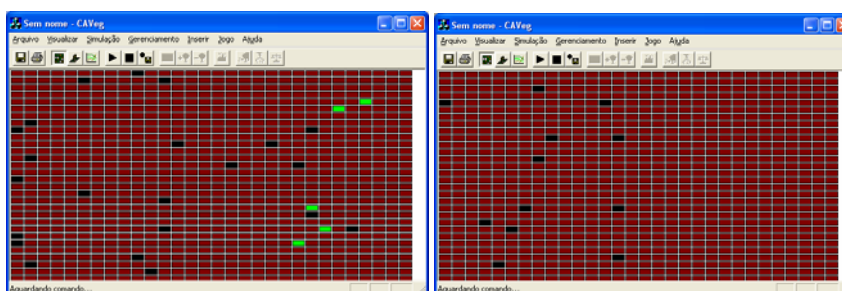 Sem nome - CAVeg
Arquivo Visualizar Simulação Gerenciamento Inserir Jogo Ajuda
Aguardando comando...
Sem nome - CAVeg
Arquivo Visualizar Simulação Gerenciamento Inserir Jogo Ajuda
Aguardando comando...